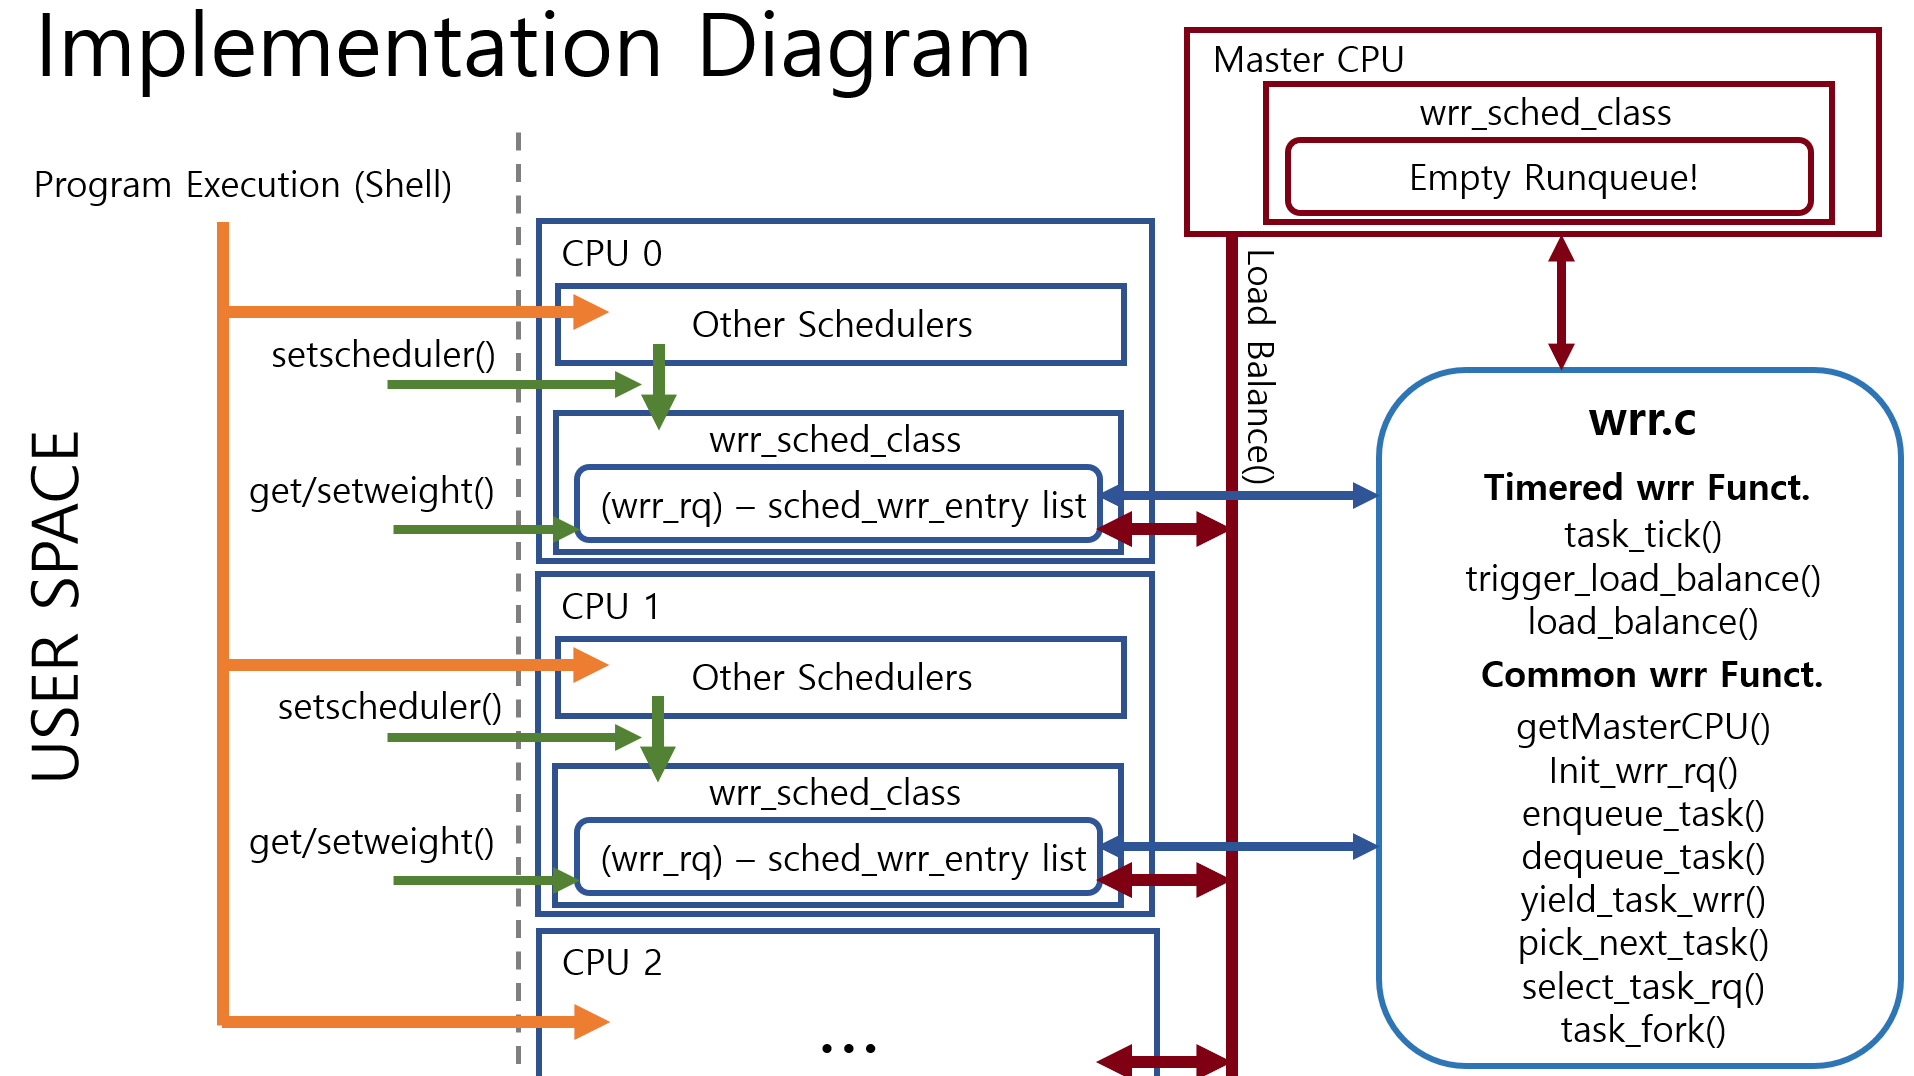 Implementation Diagram
Program Execution (Shell)
USER SPACE
setscheduler()
get/setweight()
setscheduler()
get/setweight()
CPU 0
Other Schedulers
wrr_sched_class
(wrr_rq) – sched_wrr_entry list
CPU 1
Other Schedulers
wrr_sched_class
(wrr_rq) – sched_wrr_entry list
CPU 2
...
Master CPU
wrr_sched_class
Empty Runqueue!
Load Balance()
wrr.c
Timered wrr Funct.
task_tick()
trigger_load_balance()
load_balance()
Common wrr Funct.
getMasterCPU()
Init_wrr_rq()
enqueue_task()
dequeue_task()
yield_task_wrr()
pick_next_task()
select_task_rq()
task_fork()